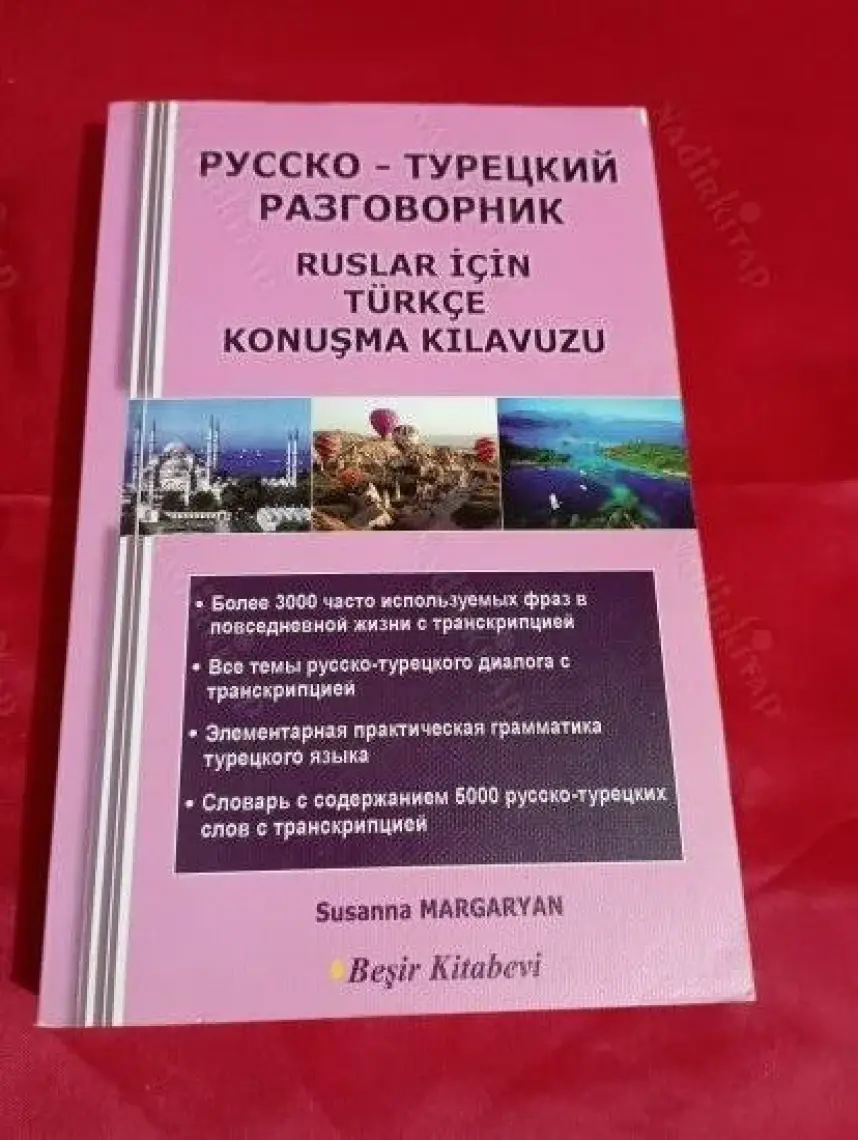 РУССКО - ТУРЕЦКИЙ
РАЗГОВОРНИК
RUSLAR İÇİN
TÜRKÇE
KONUŞMA KILAVUZU
• Более 3000 часто используемых фраз в
повседневной жизни с транскрипцией
• Все темы русско-турецкого диалога с
транскрипцией
• Элементарная практическая грамматика
турецкого языка
• Словарь с содержанием 5000 русско-турецких
слов с транскрипцией
Susanna MARGARYAN
Beşir Kitabevi
nadirkitap
nadirkitap